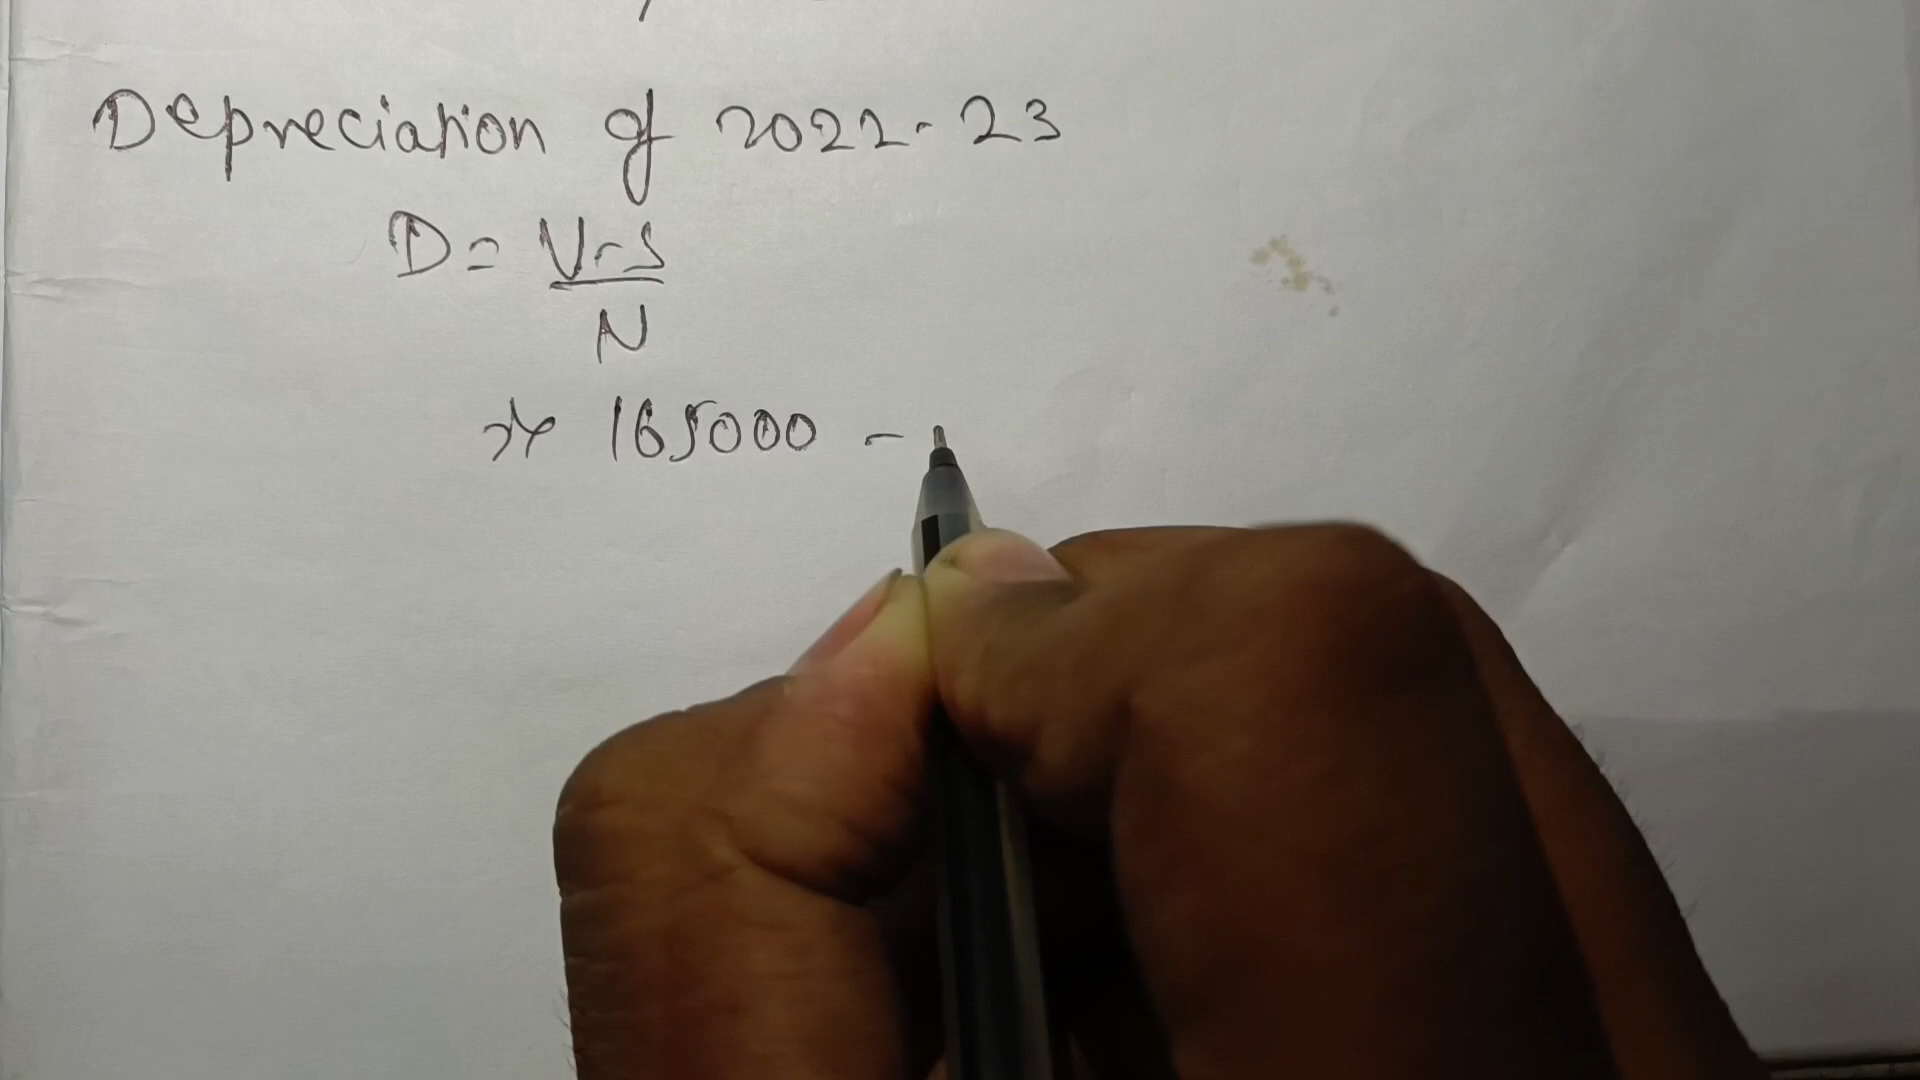 Depreciation of 2022-23
D = V-S
N
165000 -